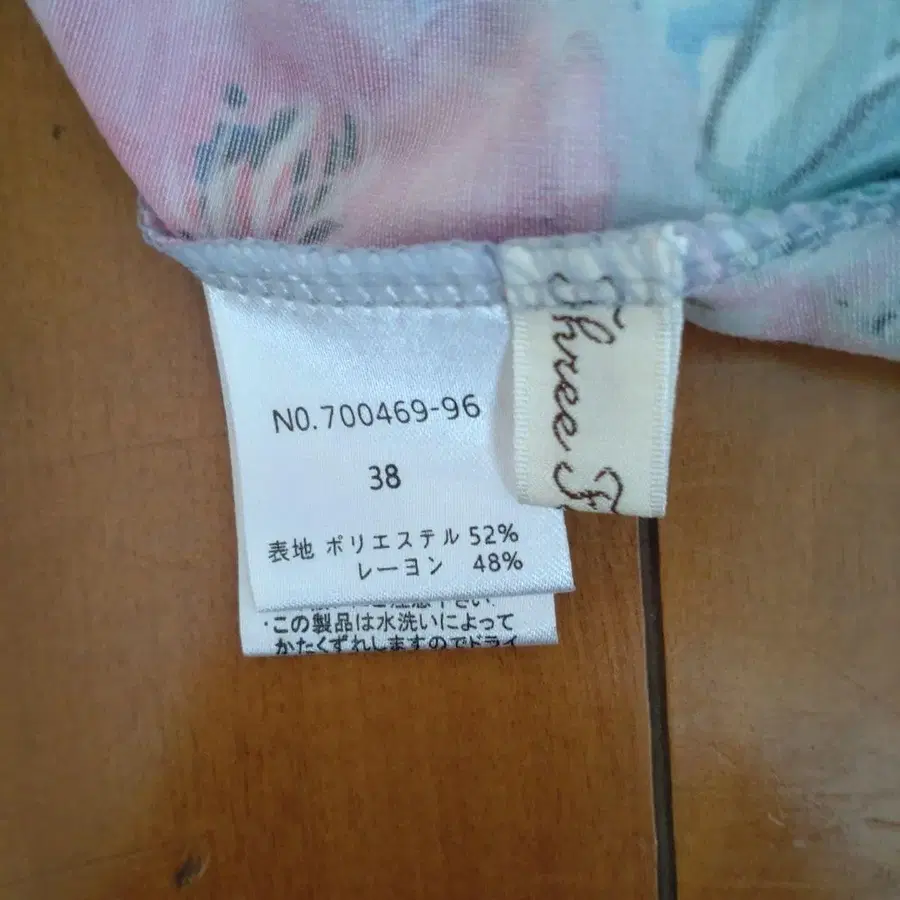 NO.700469-96
38
表地 ポリエステル 52%
レーヨン 48%
・この製品は水洗いによって
かたくずれしますのでドライ
Three